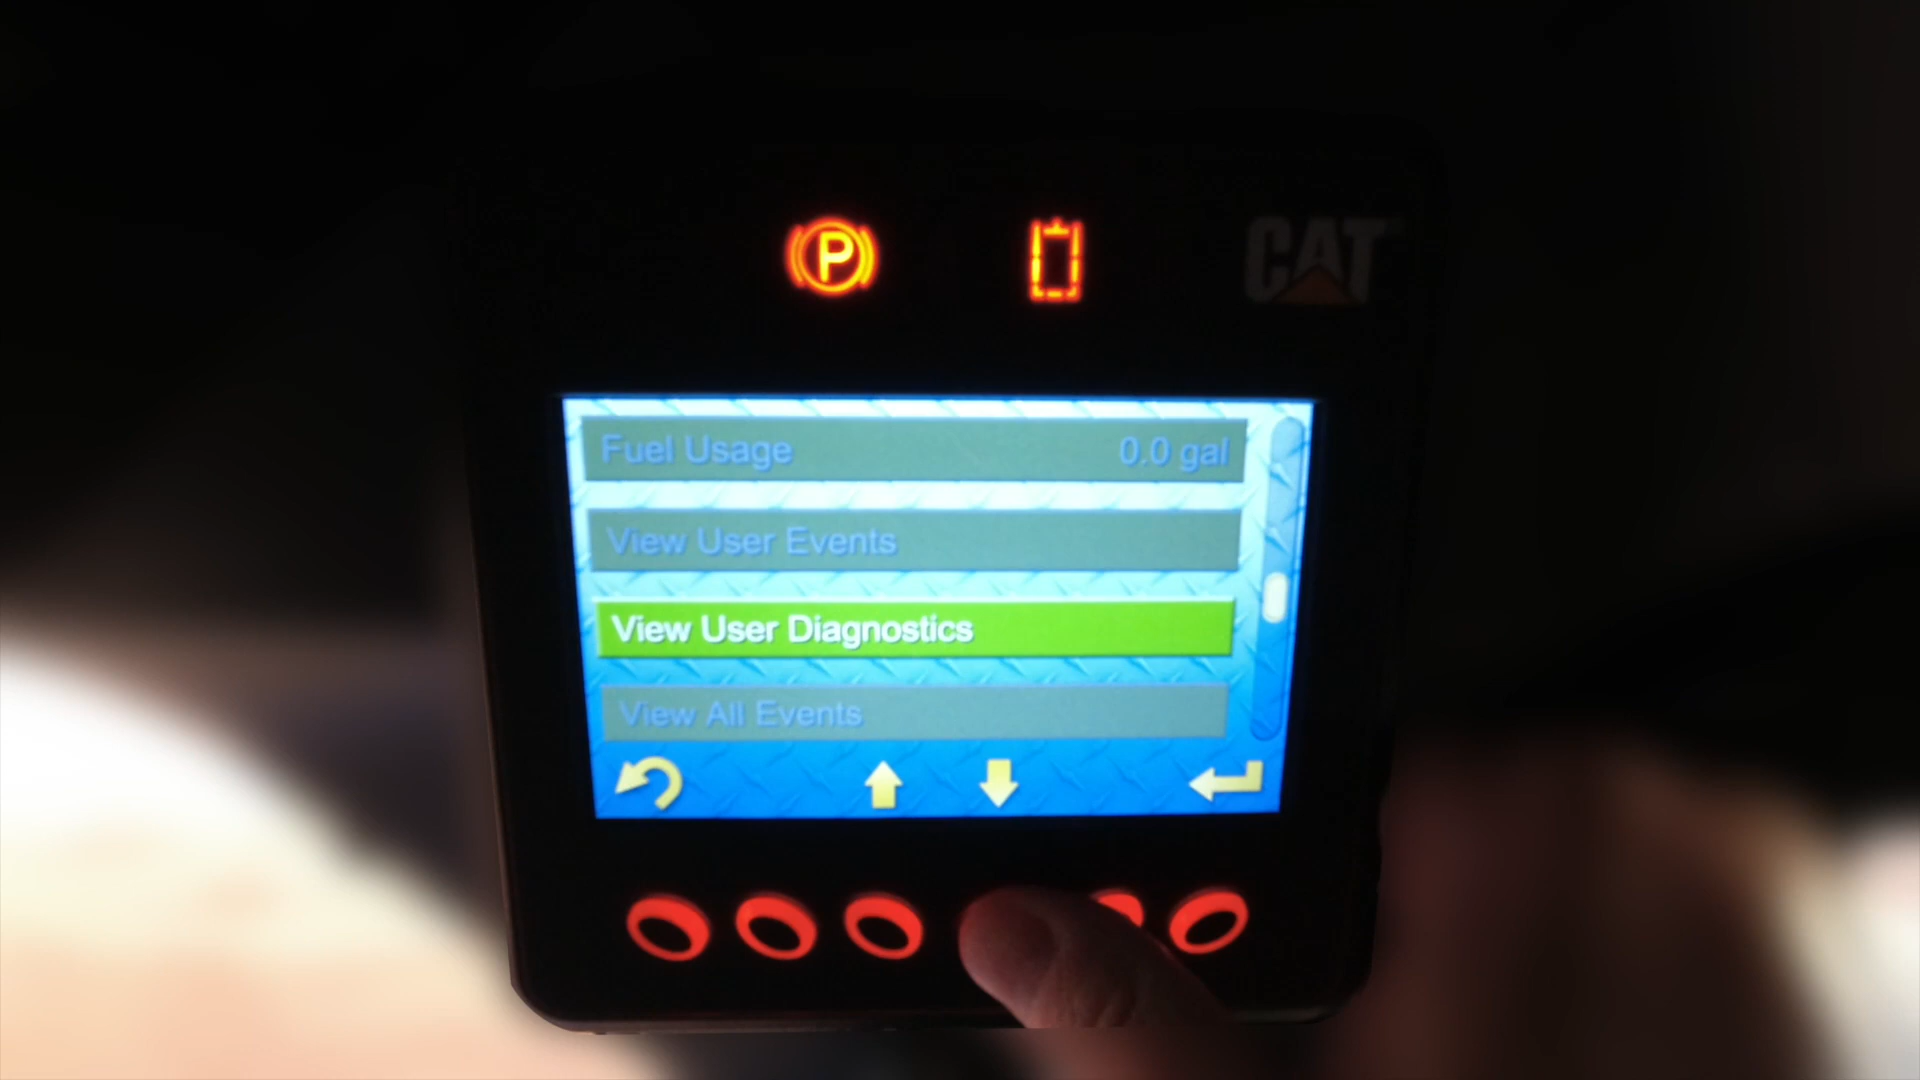 P
CAT
Fuel Usage 0.0 gal
View User Events
View User Diagnostics
View All Events